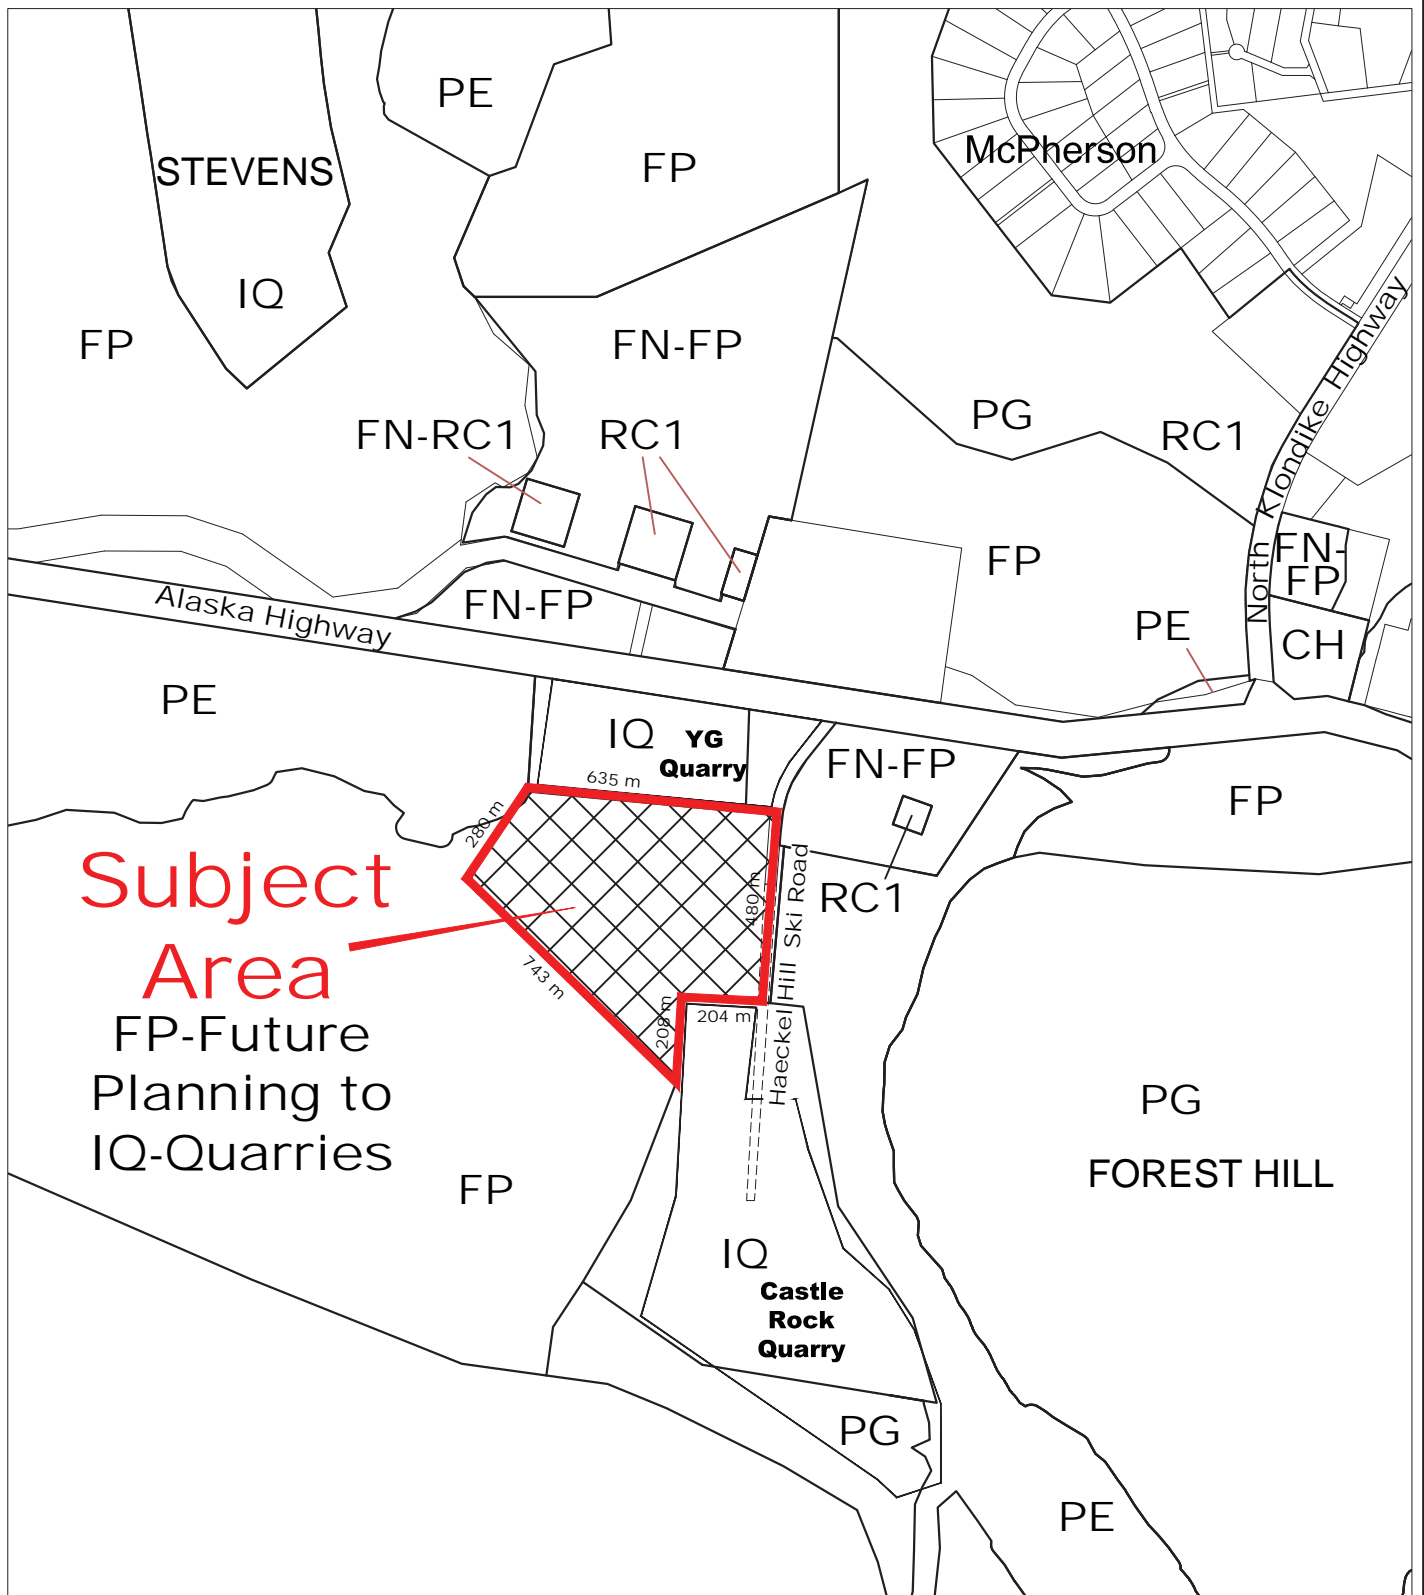 PE
McPherson
STEVENS
FP
IQ
FP
FN-FP
North Klondike Highway
PG
FN-RC1
RC1
RC1
FP
FN-
FP
FN-FP
Alaska Highway
PE
CH
PE
IQ
YG
Quarry
FN-FP
635 m
FP
280 m
Subject
Area
FP-Future
Planning to
IQ-Quarries
480 m
Haeckel Hill Ski Road
RC1
743 m
208 m
204 m
PG
FOREST HILL
FP
IQ
Castle
Rock
Quarry
PG
PE